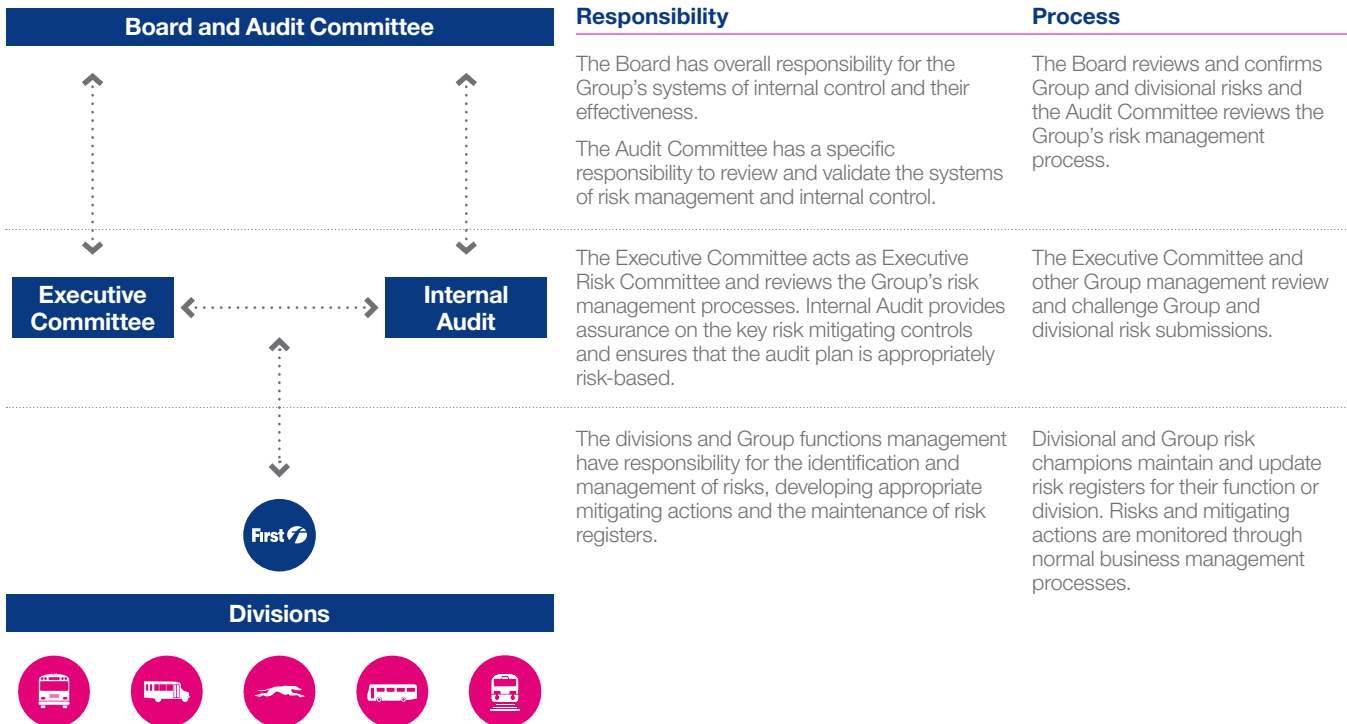 Board and Audit Committee
Responsibility
Process
The Board has overall responsibility for the
Group's systems of internal control and their
effectiveness.
The Audit Committee has a specific
responsibility to review and validate the systems
of risk management and internal control.
The Board reviews and confirms
Group and divisional risks and
the Audit Committee reviews the
Group's risk management
process.
Executive
Committee
Internal
Audit
The Executive Committee acts as Executive
Risk Committee and reviews the Group's risk
management processes. Internal Audit provides
assurance on the key risk mitigating controls
and ensures that the audit plan is appropriately
risk-based.
The Executive Committee and
other Group management review
and challenge Group and
divisional risk submissions.
First
The divisions and Group functions management
have responsibility for the identification and
management of risks, developing appropriate
mitigating actions and the maintenance of risk
registers.
Divisional and Group risk
champions maintain and update
risk registers for their function or
division. Risks and mitigating
actions are monitored through
normal business management
processes.
Divisions